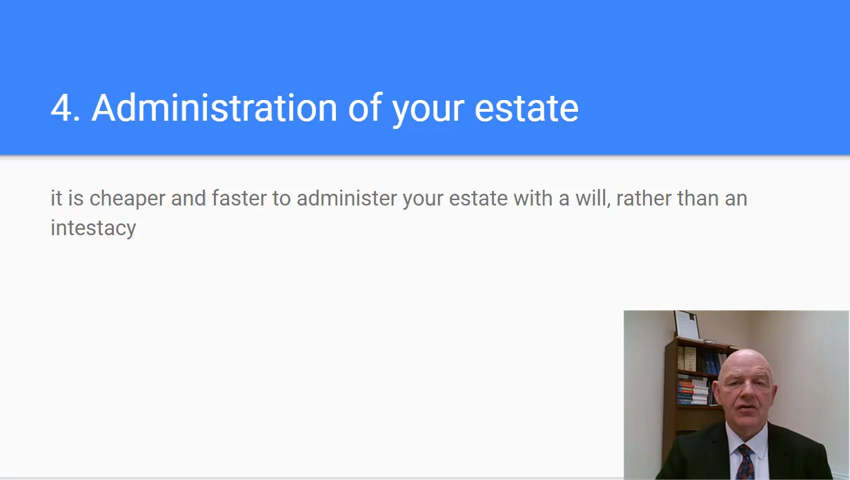 4. Administration of your estate
it is cheaper and faster to administer your estate with a will, rather than an
intestacy